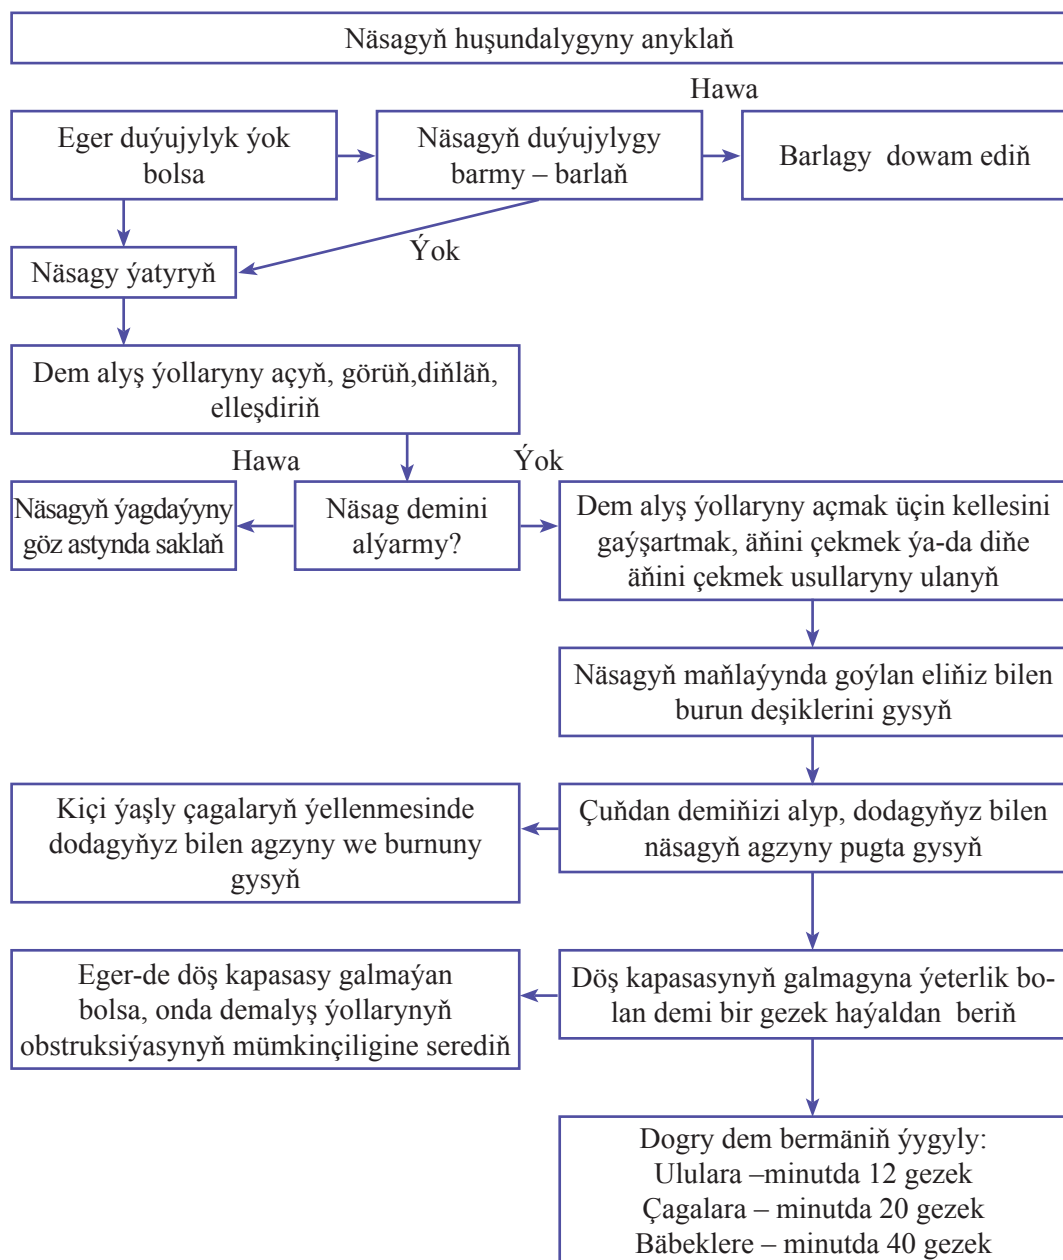 Näsagyň huşundalygyny anyklaň
Hawa
Eger duýujylyk ýok
bolsa
Näsagyň duýujylygy
barmy – barlaň
Barlagy dowam ediň
Ýok
Näsagy ýatyryň
Dem alyş ýollaryny açyň, görüň,diňläň,
elleşdiriň
Hawa
Ýok
Näsagyň ýagdaýyny
göz astynda saklaň
Näsag demini
alýarmy?
Dem alyş ýollaryny açmak üçin kellesini
gaýşartmak, äňini çekmek ýa-da diňe
äňini çekmek usullaryny ulanyň
Näsagyň maňlaýynda goýlan eliňiz bilen
burun deşiklerini gysyň
Kiçi ýaşly çagalaryň ýellenmesinde
dodagyňyz bilen agzyny we burnuny
gysyň
Çuňdan demiňizi alyp, dodagyňyz bilen
näsagyň agzyny pugta gysyň
Eger-de döş kapasasy galmaýan
bolsa, onda demalyş ýollarynyň
obstruksiýasynyň mümkinçiligine serediň
Döş kapasasynyň galmagyna ýeterlik bo-
lan demi bir gezek haýaldan beriň
Dogry dem bermäniň ýygyly:
Ululara –minutda 12 gezek
Çagalara – minutda 20 gezek
Bäbeklere – minutda 40 gezek